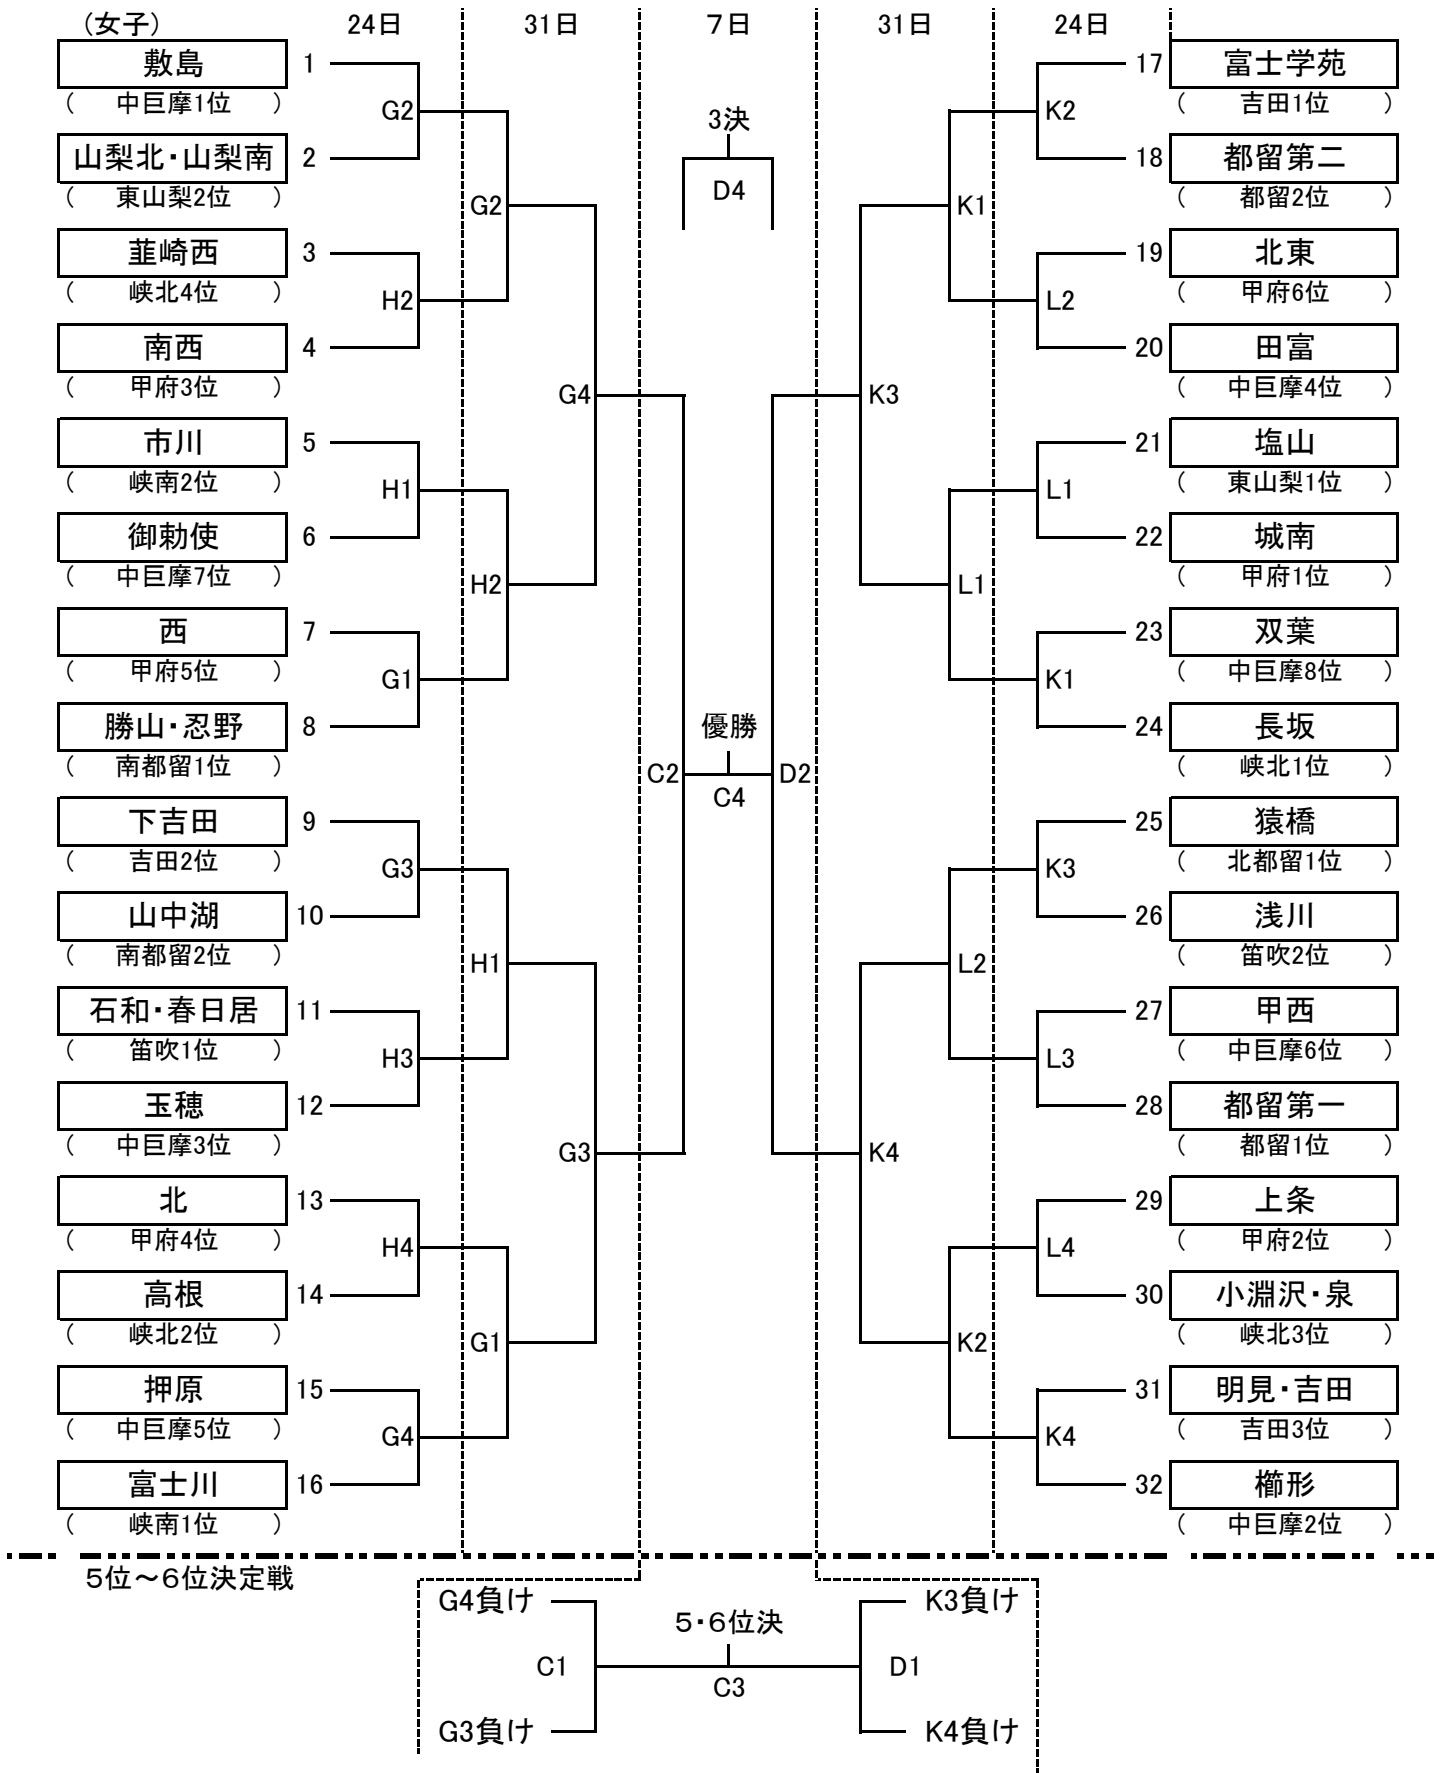 （女子）
24日
31日
7日
31日
24日
敷島 1
（ 中巨摩1位 ）
山梨北・山梨南 2
（ 東山梨2位 ）
韮崎西 3
（ 峡北4位 ）
南西 4
（ 甲府3位 ）
市川 5
（ 峡南2位 ）
御勅使 6
（ 中巨摩7位 ）
西 7
（ 甲府5位 ）
勝山・忍野 8
（ 南都留1位 ）
下吉田 9
（ 吉田2位 ）
山中湖 10
（ 南都留2位 ）
石和・春日居 11
（ 笛吹1位 ）
玉穂 12
（ 中巨摩3位 ）
北 13
（ 甲府4位 ）
高根 14
（ 峡北2位 ）
押原 15
（ 中巨摩5位 ）
富士川 16
（ 峡南1位 ）
G2
H2
H1
G1
G3
H3
H4
G4
G2
H2
H1
G1
G4
G3
C2
3決
D4
優勝
C4
D2
K3
K4
K1
L1
L2
K2
K2
L2
L1
K1
K3
L3
L4
K4
17 富士学苑
（ 吉田1位 ）
18 都留第二
（ 都留2位 ）
19 北東
（ 甲府6位 ）
20 田富
（ 中巨摩4位 ）
21 塩山
（ 東山梨1位 ）
22 城南
（ 甲府1位 ）
23 双葉
（ 中巨摩8位 ）
24 長坂
（ 峡北1位 ）
25 猿橋
（ 北都留1位 ）
26 浅川
（ 笛吹2位 ）
27 甲西
（ 中巨摩6位 ）
28 都留第一
（ 都留1位 ）
29 上条
（ 甲府2位 ）
30 小淵沢・泉
（ 峡北3位 ）
31 明見・吉田
（ 吉田3位 ）
32 櫛形
（ 中巨摩2位 ）
５位～６位決定戦
G4負け
C1
G3負け
５・６位決
C3
K3負け
D1
K4負け